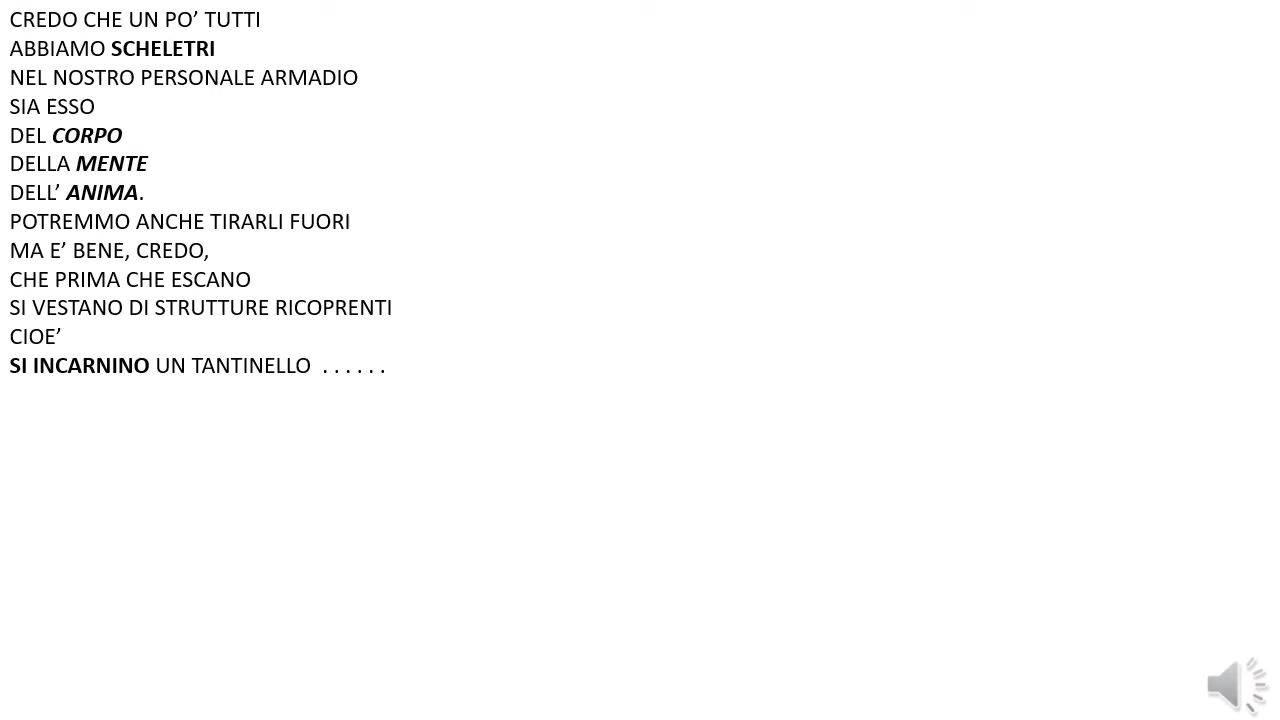 CREDO CHE UN PO’ TUTTI
ABBIAMO SCHELETRI
NEL NOSTRO PERSONALE ARMADIO
SIA ESSO
DEL CORPO
DELLA MENTE
DELL’ ANIMA.
POTREMMO ANCHE TIRARLI FUORI
MA E’ BENE, CREDO,
CHE PRIMA CHE ESCANO
SI VESTANO DI STRUTTURE RICOPRENTI
CIOE’
SI INCARNINO UN TANTINELLO . . . . . .